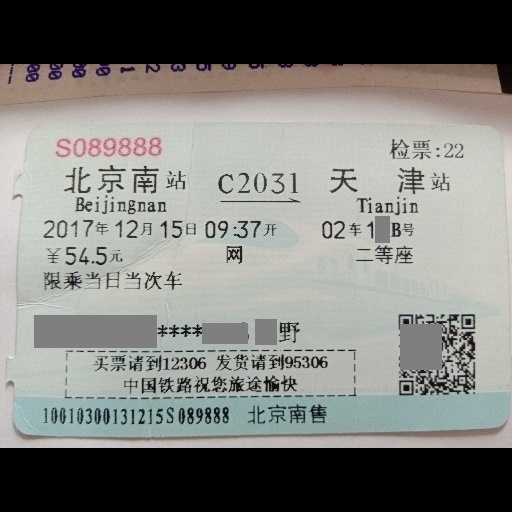 S089888 检票:22
北京南站 C2031 天津站
Beijingnan Tianjin
2017年12月15日09:37开 02车1 B号
¥54.5元 网 二等座
限乘当日当次车
**** 野
买票请到12306 发货请到95306
中国铁路祝您旅途愉快
10010300131215S089888 北京南售